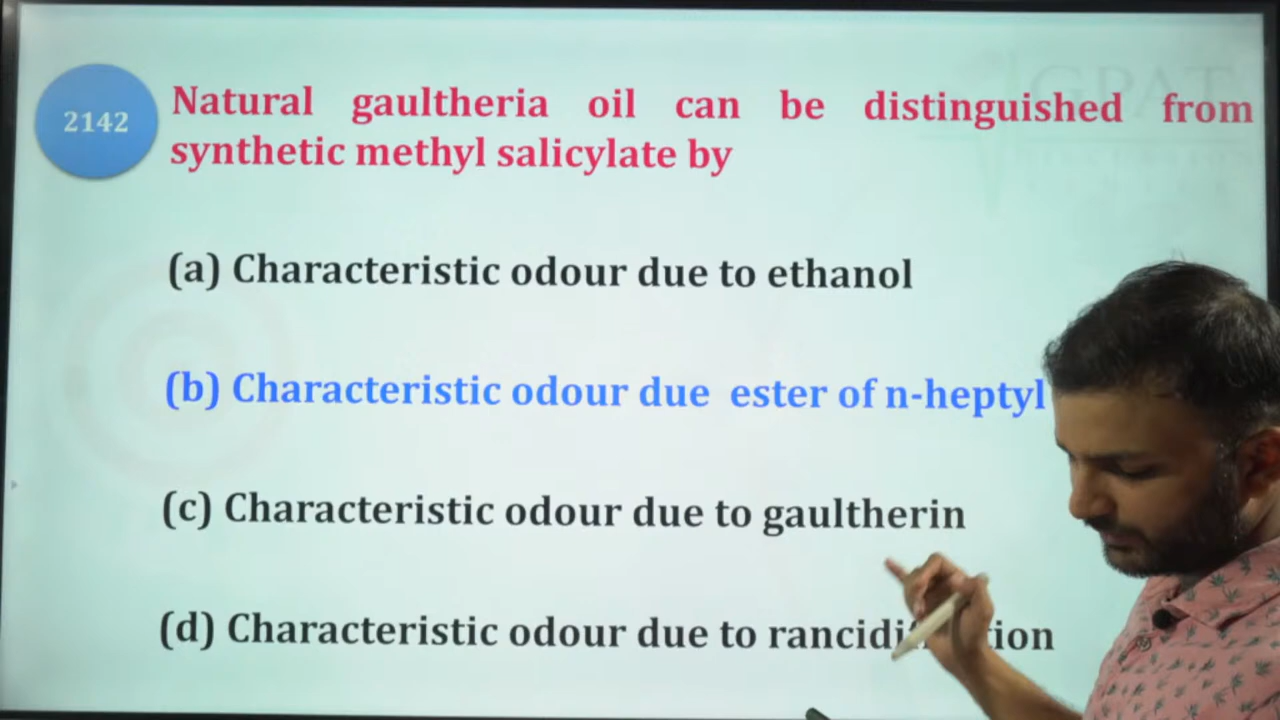 2142
Natural gaultheria oil can be distinguished from
synthetic methyl salicylate by
(a) Characteristic odour due to ethanol
(b) Characteristic odour due ester of n-heptyl
(c) Characteristic odour due to gaultherin
(d) Characteristic odour due to
GPAT